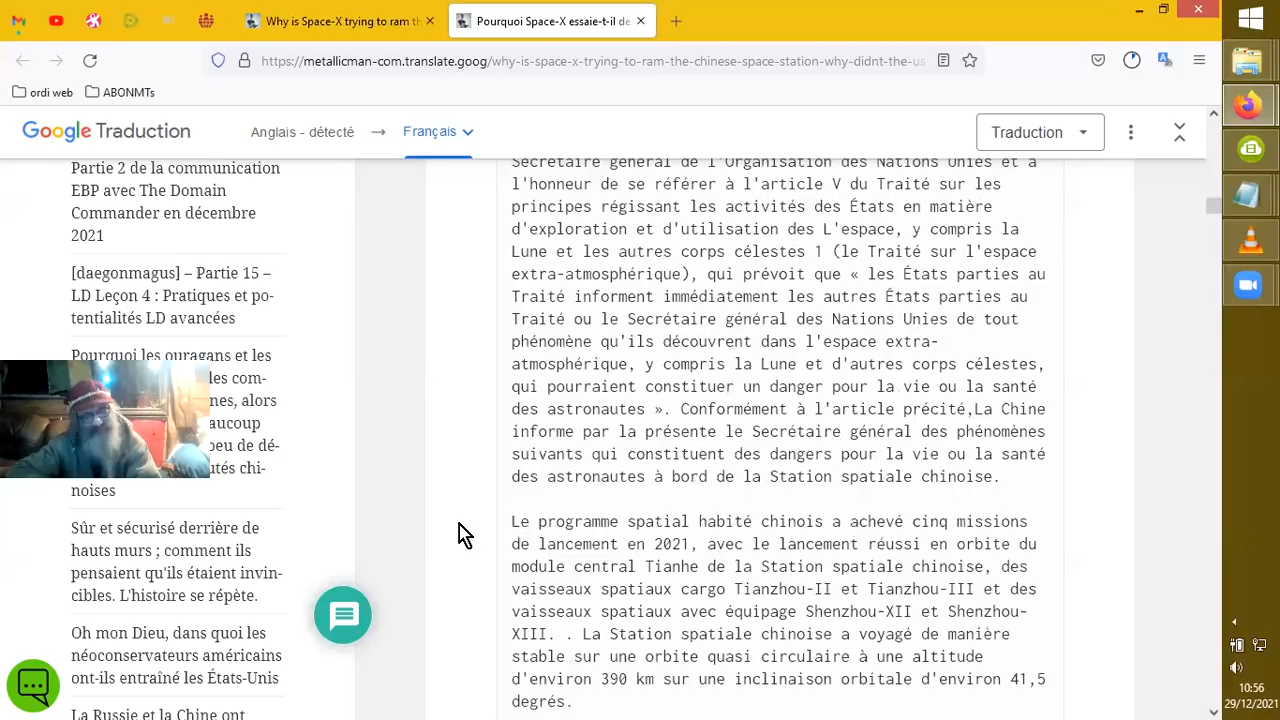 Why is Space-X trying to ram th
Pourquoi Space-X essaie-t-il de
https://metallicman-com.translate.goog/why-is-space-x-trying-to-ram-the-chinese-space-station-why-didnt-the-us
ordi web
ABONMTs
Google Traduction
Anglais - détecté
Français
Traduction
Partie 2 de la communication
EBP avec The Domain
Commander en décembre
2021
[daegonmagus] – Partie 15 –
LD Leçon 4 : Pratiques et po-
tentialités LD avancées
Pourquoi les ouragans et les
les com-
nes, alors
aucoup
peu de dé-
utés chi-
noises
Sûr et sécurisé derrière de
hauts murs ; comment ils
pensaient qu'ils étaient invin-
cibles. L'histoire se répète.
Oh mon Dieu, dans quoi les
néoconservateurs américains
ont-ils entraîné les États-Unis
La Russie et la Chine ont
Secrétaire général de l'Organisation des Nations Unies et a
l'honneur de se référer à l'article V du Traité sur les
principes régissant les activités des États en matière
d'exploration et d'utilisation des L'espace, y compris la
Lune et les autres corps célestes 1 (le Traité sur l'espace
extra-atmosphérique), qui prévoit que « les États parties au
Traité informent immédiatement les autres États parties au
Traité ou le Secrétaire général des Nations Unies de tout
phénomène qu'ils découvrent dans l'espace extra-
atmosphérique, y compris la Lune et d'autres corps célestes,
qui pourraient constituer un danger pour la vie ou la santé
des astronautes ». Conformément à l'article précité,La Chine
informe par la présente le Secrétaire général des phénomènes
suivants qui constituent des dangers pour la vie ou la santé
des astronautes à bord de la Station spatiale chinoise.
Le programme spatial habité chinois a achevé cinq missions
de lancement en 2021, avec le lancement réussi en orbite du
module central Tianhe de la Station spatiale chinoise, des
vaisseaux spatiaux cargo Tianzhou-II et Tianzhou-III et des
vaisseaux spatiaux avec équipage Shenzhou-XII et Shenzhou-
XIII. . La Station spatiale chinoise a voyagé de manière
stable sur une orbite quasi circulaire à une altitude
d'environ 390 km sur une inclinaison orbitale d'environ 41,5
degrés.
10:56
29/12/2021